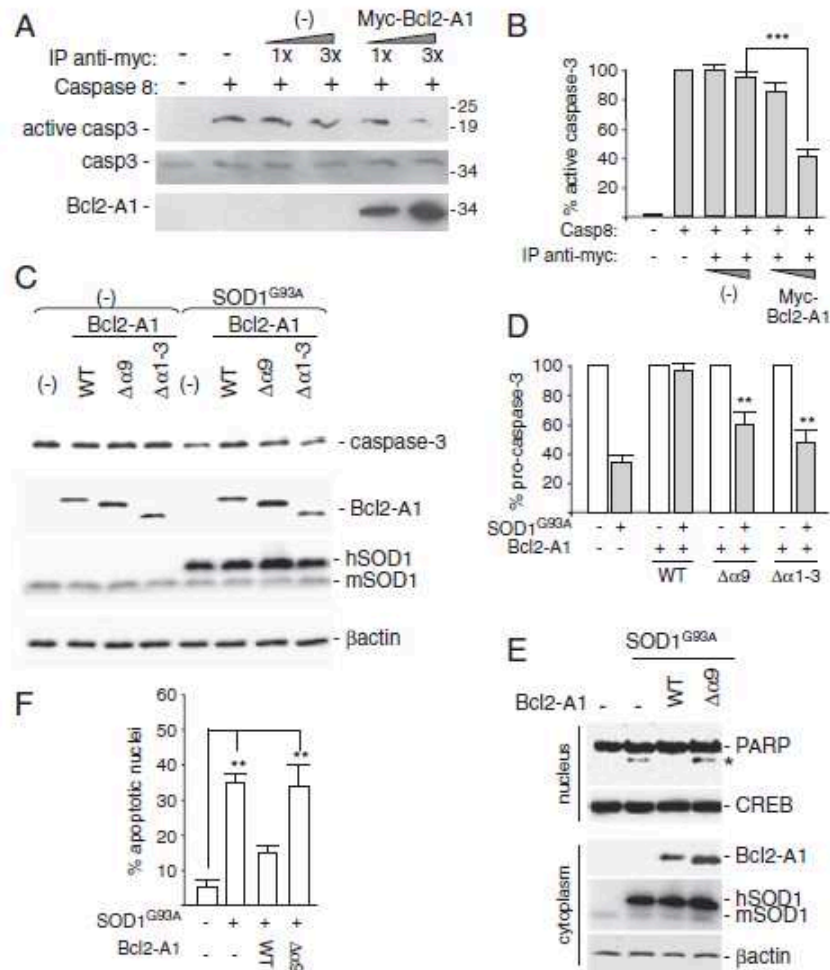 A
(-) Myc-Bcl2-A1
IP anti-myc - - 1x 3x 1x 3x
Caspase 8: - + + + + +
active casp3 - -25
-19
casp3 - -34
Bcl2-A1 - -34
B
***
% active caspase-3
100
80
60
40
20
Casp8: - + + + + +
IP anti-myc: - - + + + +
(-) Myc-
Bcl2-A1
C
(-) SOD1G93A
Bcl2-A1 Bcl2-A1
(-) WT Δα9 Δα1-3 (-) WT Δα9 Δα1-3
- caspase-3
-Bcl2-A1
- hSOD1
- mSOD1
- βactin
D
% pro-caspase-3
100
80
60
40
20
** **
SOD1G93A - + - + - + - +
Bcl2-A1 - - + + + + + +
WT Δα9 Δα1-3
E
SOD1G93A
Bcl2-A1 - - WT Δα9
nucleus
- PARP
*
- CREB
cytoplasm
- Bcl2-A1
- hSOD1
- mSOD1
- βactin
F
% apoptotic nuclei
60
50
40
30
20
10
** **
SOD1G93A - + + +
Bcl2-A1 - - WT Δα9